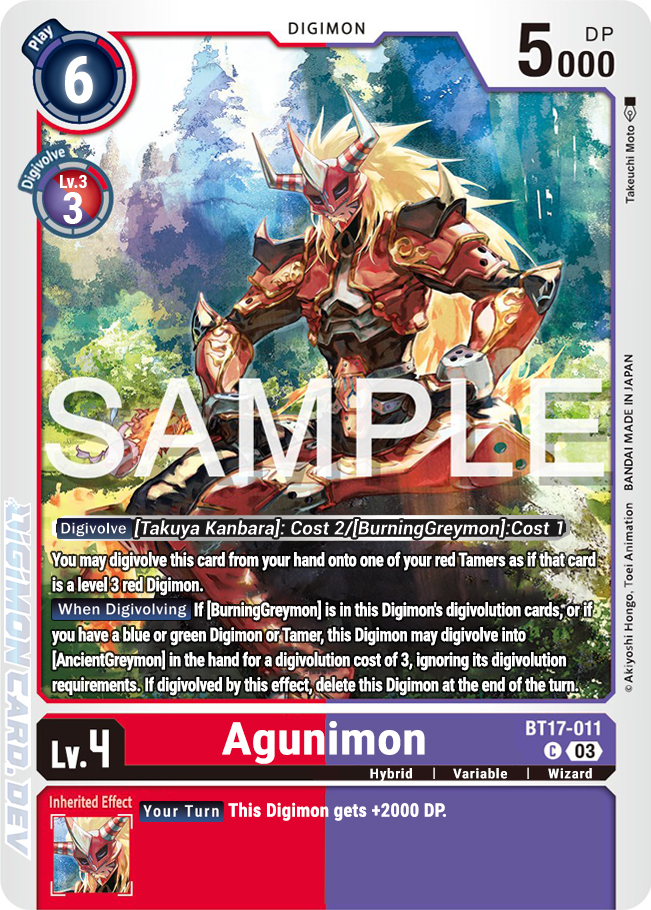 DIGIMON
Play
6
DP
5000
Digivolve
Lv.3
3
Takeuchi Moto
SAMPLE
Digivolve [Takuya Kanbara]: Cost 2/[BurningGreymon]:Cost 1
You may digivolve this card from your hand onto one of your red Tamers as if that card
is a level 3 red Digimon.
When Digivolving If [BurningGreymon] is in this Digimon's digivolution cards, or if
you have a blue or green Digimon or Tamer, this Digimon may digivolve into
[AncientGreymon] in the hand for a digivolution cost of 3, ignoring its digivolution
requirements. If digivolved by this effect, delete this Digimon at the end of the turn.
© Akiyoshi Hongo, Toei Animation BANDAI MADE IN JAPAN
DIGIMONCARD.DEV
Lv.4
Agunimon
BT17-011
C 03
Hybrid | Variable | Wizard
Inherited Effect
Your Turn This Digimon gets +2000 DP.